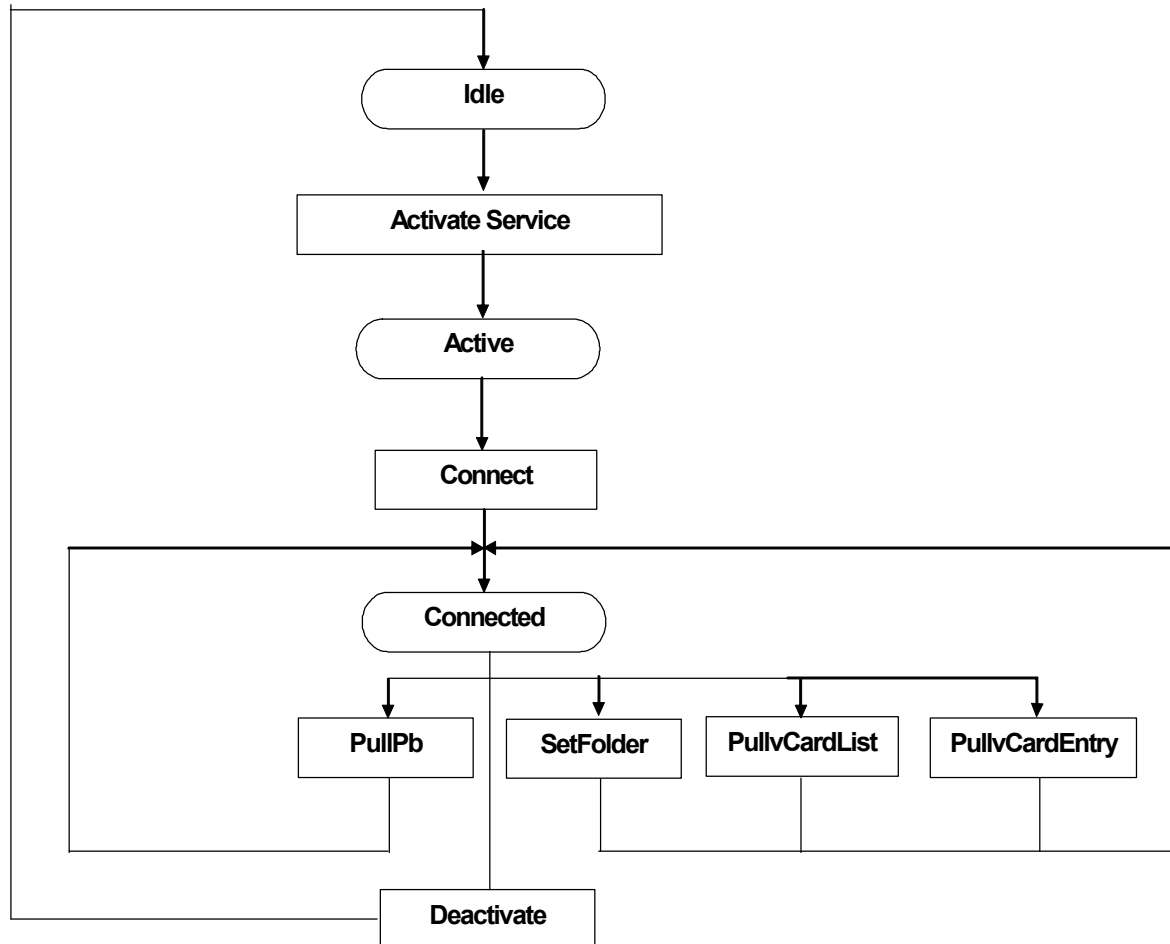 Idle
Activate Service
Active
Connect
Connected
PullPb
SetFolder
PullvCardList
PullvCardEntry
Deactivate